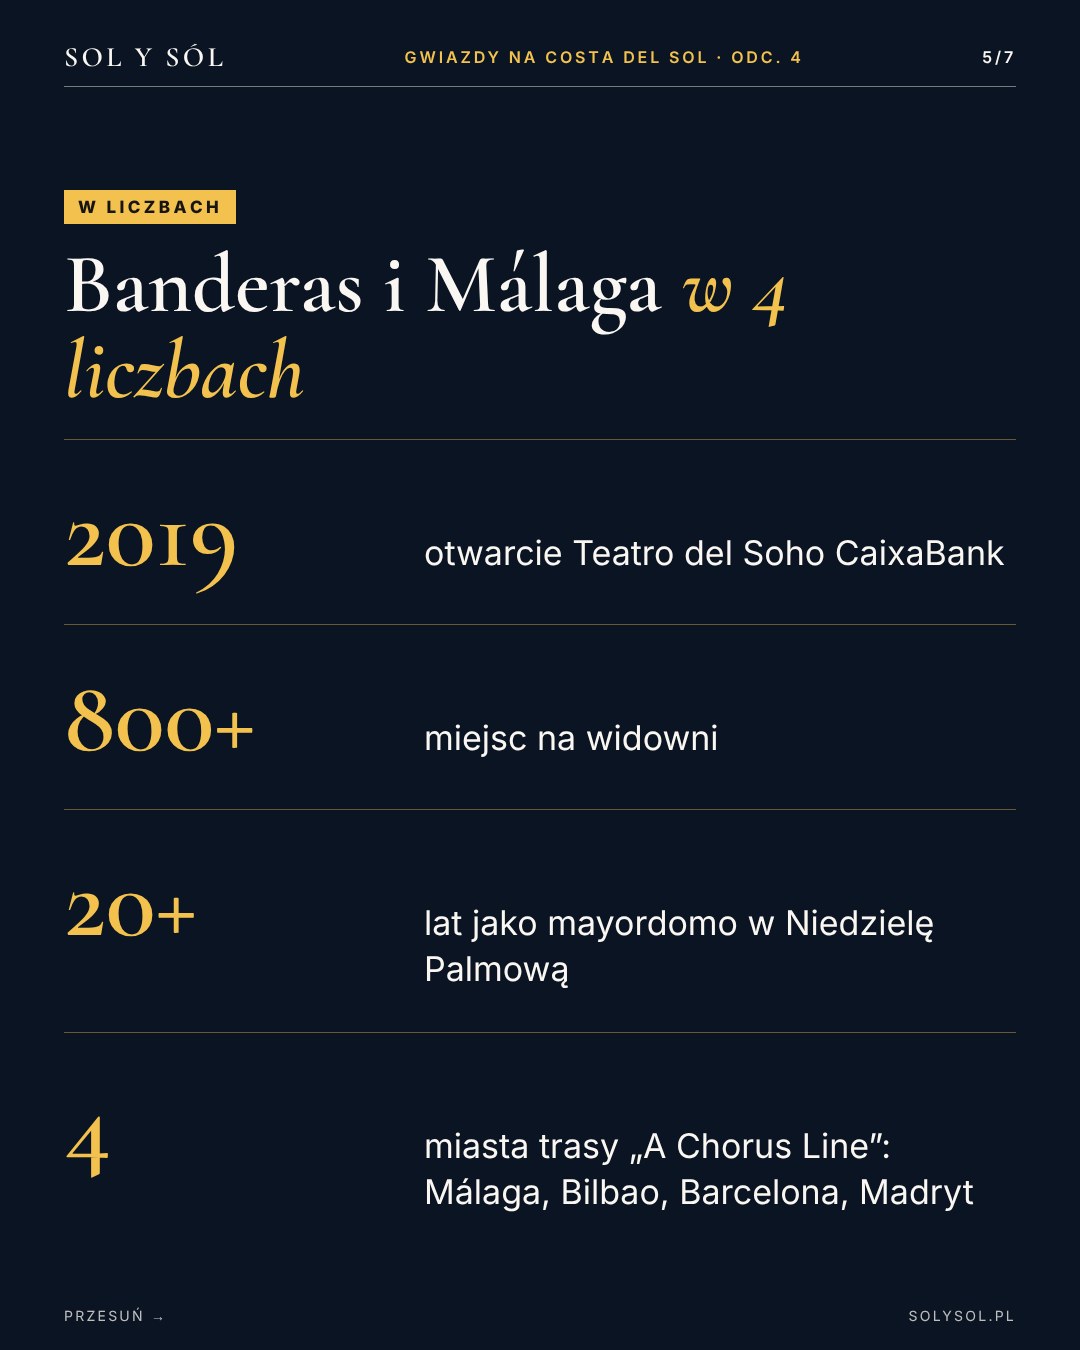 SOL Y SÓL
GWIAZDY NA COSTA DEL SOL · ODC. 4
5/7
W LICZBACH
Banderas i Málaga w 4
liczbach
2019
otwarcie Teatro del Soho CaixaBank
800+
miejsc na widowni
20+
lat jako mayordomo w Niedzielę
Palmową
4
miasta trasy „A Chorus Line”:
Málaga, Bilbao, Barcelona, Madryt
PRZESUŃ →
SOLYSOL.PL